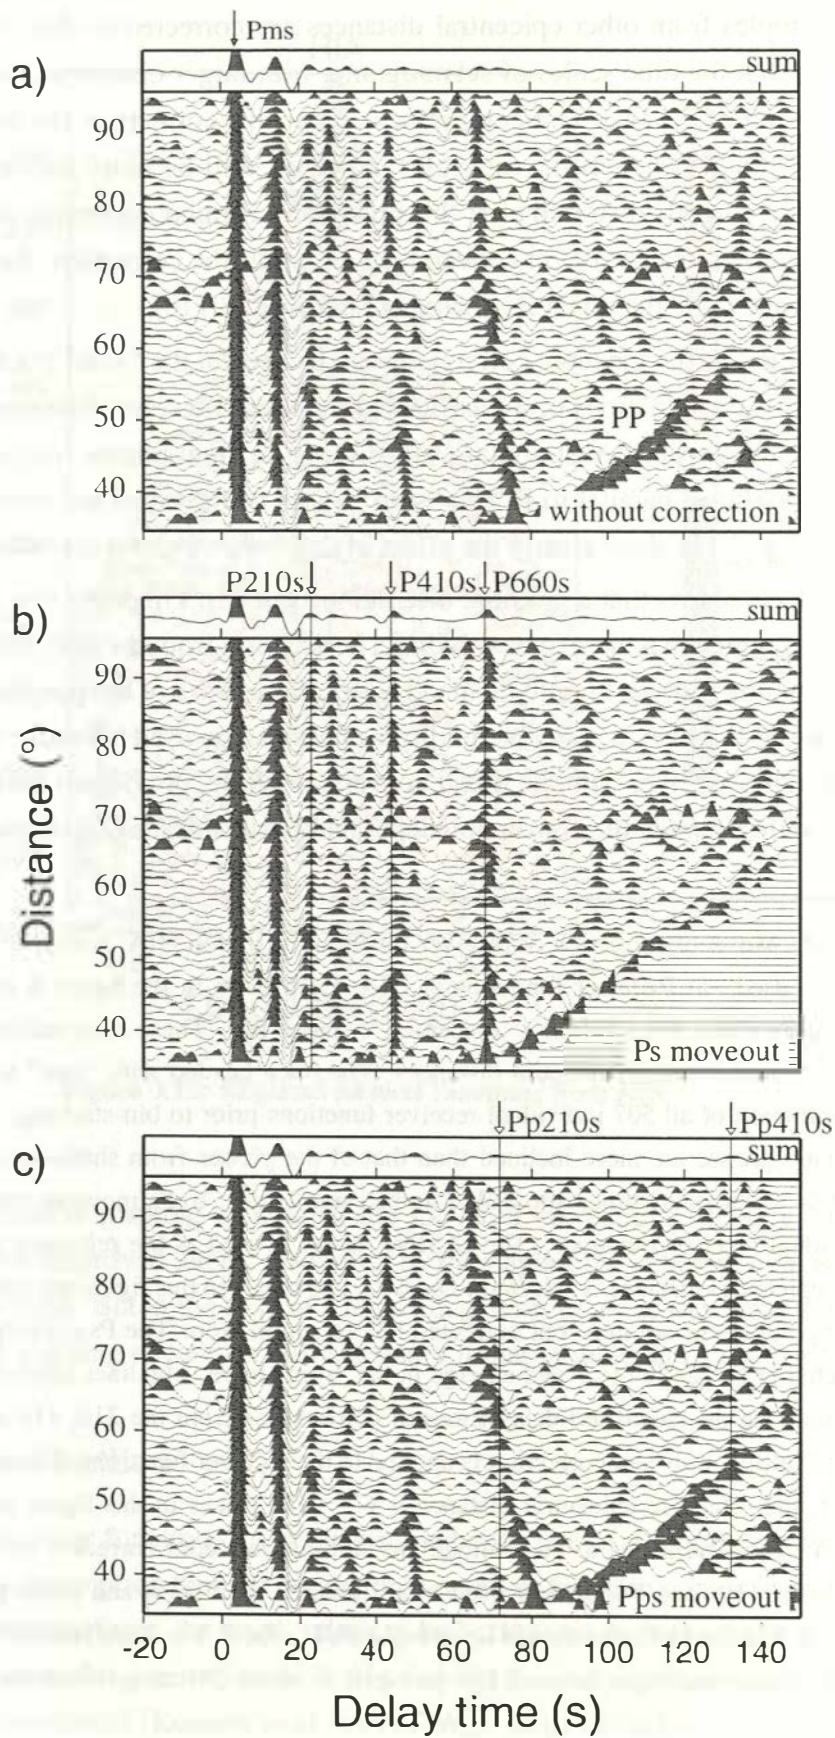 Pms
a)
sum
90
80
70
60
50
40
PP
without correction
P210s
P410s
P660s
b)
sum
90
80
70
60
50
40
Ps moveout
Distance (°)
Pp210s
Pp410s
c)
sum
90
80
70
60
50
40
Pps moveout
-20 0 20 40 60 80 100 120 140
Delay time (s)